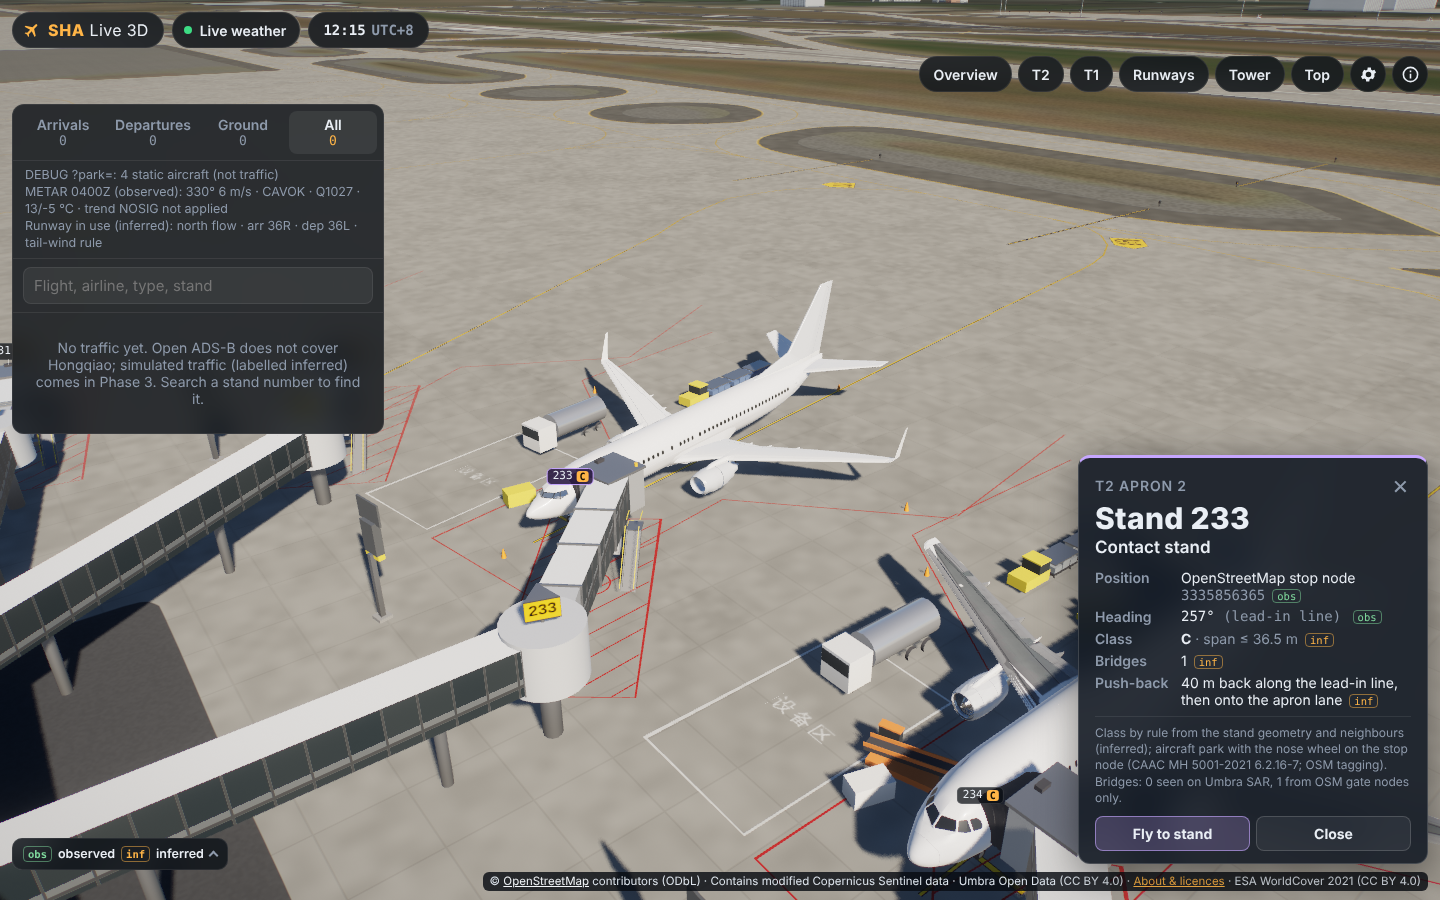 SHA Live 3D
Live weather
12:15 UTC+8
Overview
T2
T1
Runways
Tower
Top
Arrivals
0
Departures
0
Ground
0
All
0
DEBUG ?park=: 4 static aircraft (not traffic)
METAR 0400Z (observed): 330° 6 m/s · CAVOK · Q1027 ·
13/-5 °C · trend NOSIG not applied
Runway in use (inferred): north flow · arr 36R · dep 36L ·
tail-wind rule
Flight, airline, type, stand
No traffic yet. Open ADS-B does not cover
Hongqiao; simulated traffic (labelled inferred)
comes in Phase 3. Search a stand number to find
it.
233 C
233
设备区
234 C
T2 APRON 2
Stand 233
Contact stand
Position OpenStreetMap stop node
3335856365 obs
Heading 257° (lead-in line) obs
Class C · span ≤ 36.5 m inf
Bridges 1 inf
Push-back 40 m back along the lead-in line,
then onto the apron lane inf
Class by rule from the stand geometry and neighbours
(inferred); aircraft park with the nose wheel on the stop
node (CAAC MH 5001-2021 6.2.16-7; OSM tagging).
Bridges: 0 seen on Umbra SAR, 1 from OSM gate nodes
only.
Fly to stand
Close
obs observed inf inferred
© OpenStreetMap contributors (ODbL) · Contains modified Copernicus Sentinel data · Umbra Open Data (CC BY 4.0) · About & licences · ESA WorldCover 2021 (CC BY 4.0)